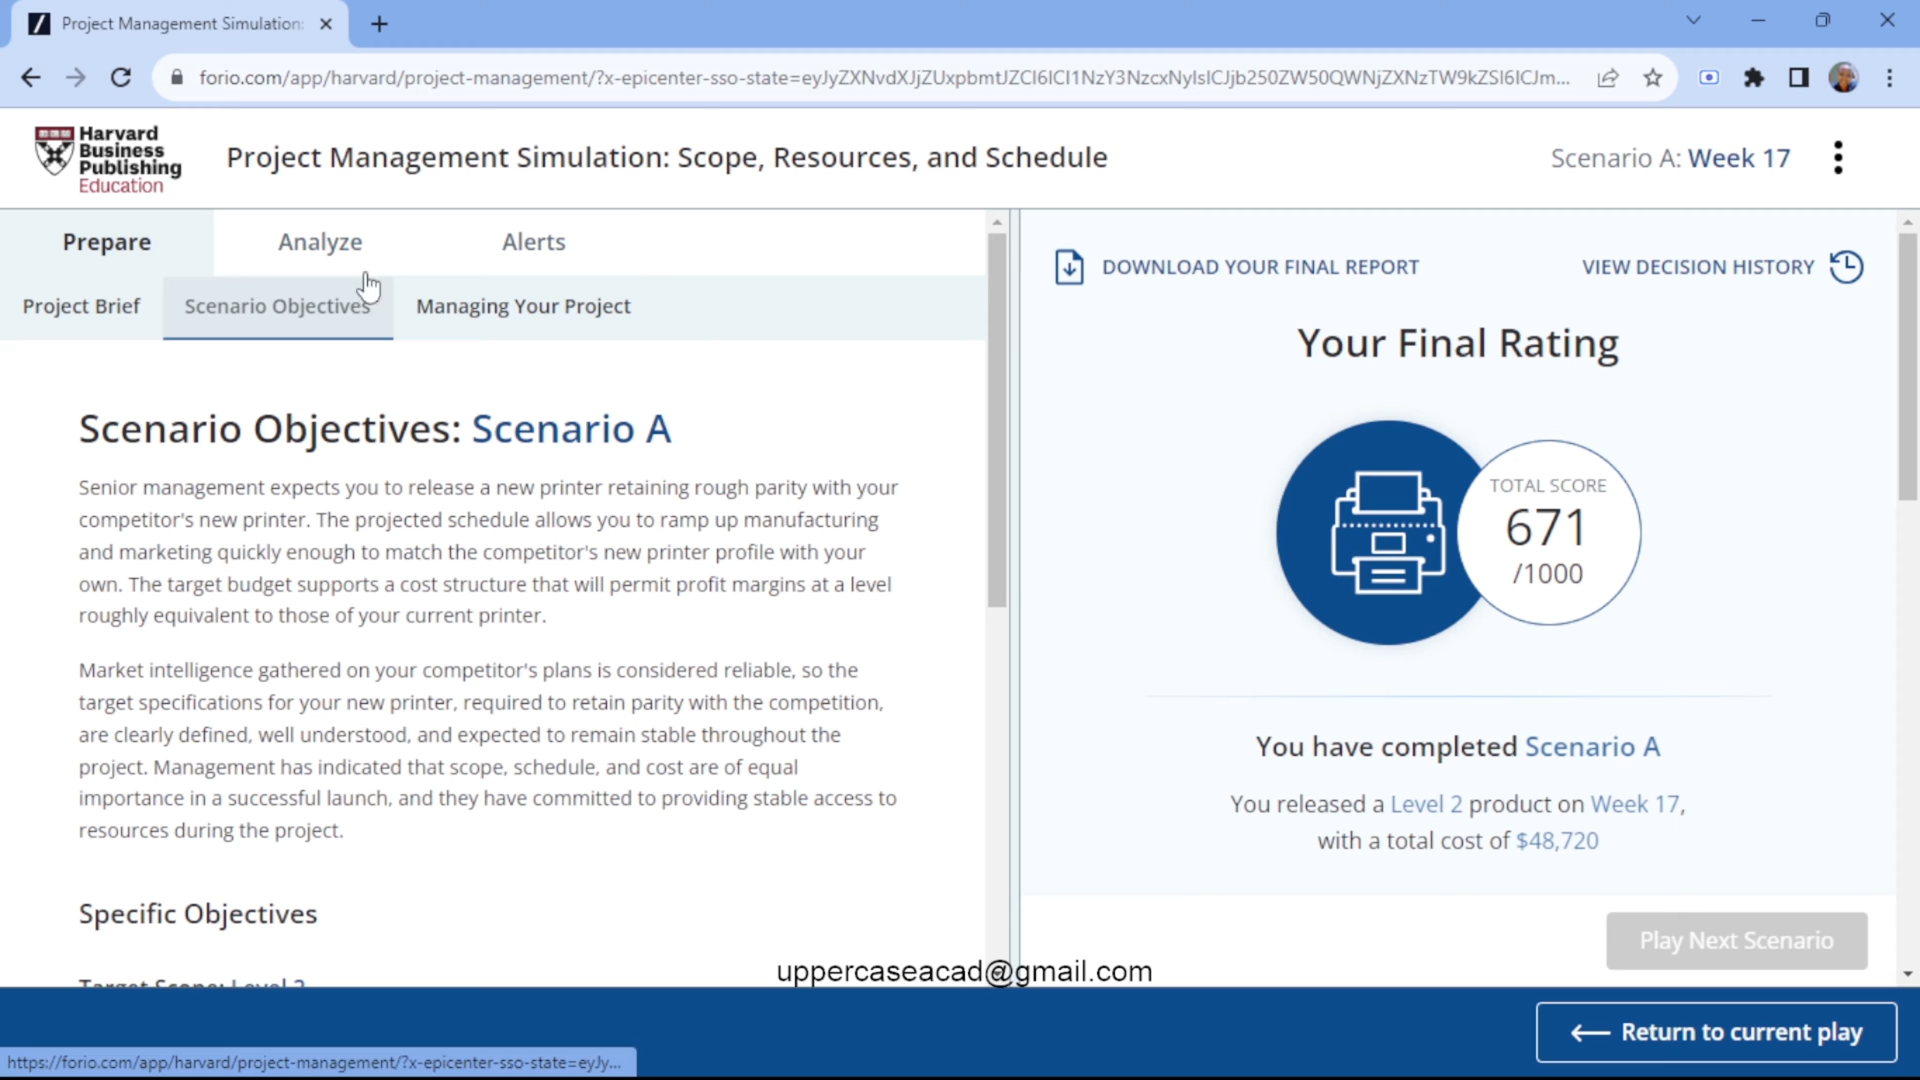 Project Management Simulation:
forio.com/app/harvard/project-management/?x-epicenter-sso-state=eyJyZXNvdXJjZUxpbmtJZCI6ICI1NzY3NzcxNyIsICJjb250ZW50QWNjZXNzTW9kZSI6ICJm...
Harvard
Business
Publishing
Education
Project Management Simulation: Scope, Resources, and Schedule
Scenario A: Week 17
Prepare
Analyze
Alerts
Project Brief
Scenario Objectives
Managing Your Project
Scenario Objectives: Scenario A
Senior management expects you to release a new printer retaining rough parity with your
competitor's new printer. The projected schedule allows you to ramp up manufacturing
and marketing quickly enough to match the competitor's new printer profile with your
own. The target budget supports a cost structure that will permit profit margins at a level
roughly equivalent to those of your current printer.
Market intelligence gathered on your competitor's plans is considered reliable, so the
target specifications for your new printer, required to retain parity with the competition,
are clearly defined, well understood, and expected to remain stable throughout the
project. Management has indicated that scope, schedule, and cost are of equal
importance in a successful launch, and they have committed to providing stable access to
resources during the project.
Specific Objectives
Target Scope: Level 2
DOWNLOAD YOUR FINAL REPORT
VIEW DECISION HISTORY
Your Final Rating
TOTAL SCORE
671
/1000
You have completed Scenario A
You released a Level 2 product on Week 17,
with a total cost of $48,720
Play Next Scenario
uppercaseacad@gmail.com
Return to current play
https://forio.com/app/harvard/project-management/?x-epicenter-sso-state=eyJy...